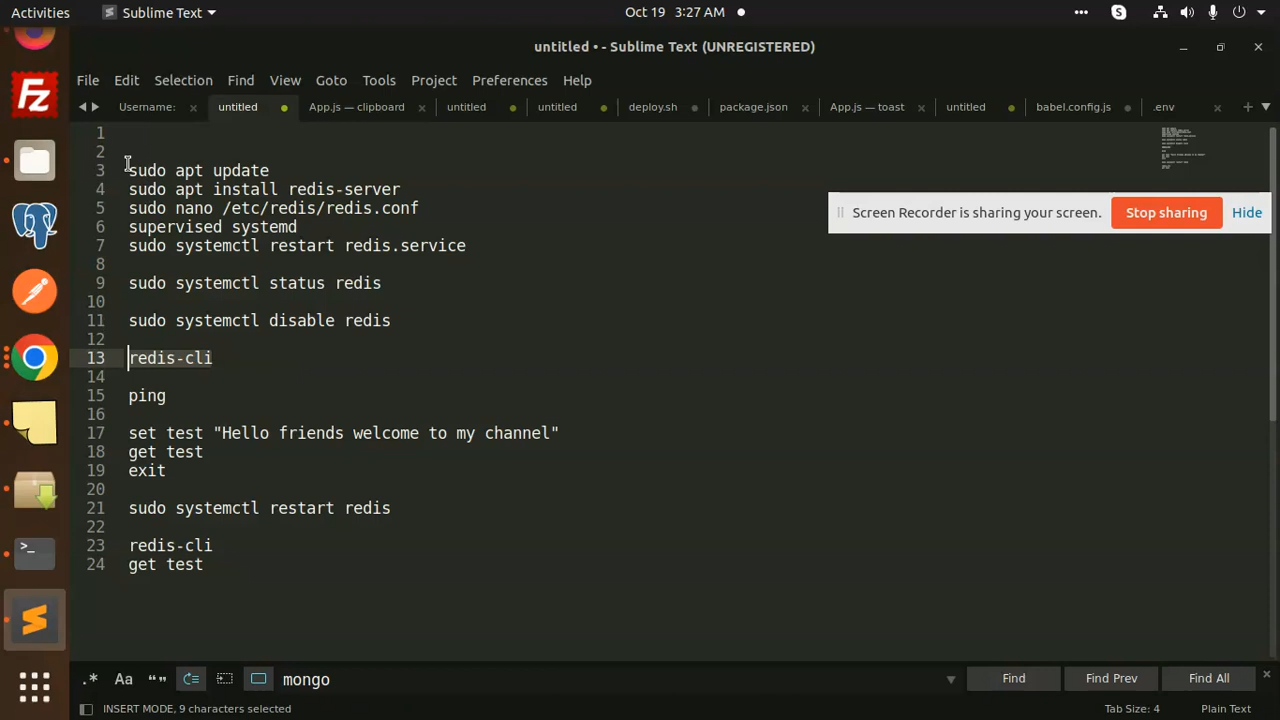 Activities
Sublime Text
Oct 19 3:27 AM
untitled • - Sublime Text (UNREGISTERED)
File Edit Selection Find View Goto Tools Project Preferences Help
Username: untitled App.js — clipboard untitled untitled deploy.sh package.json App.js — toast untitled babel.config.js .env
1
2
3 sudo apt update
4 sudo apt install redis-server
5 sudo nano /etc/redis/redis.conf
6 supervised systemd
7 sudo systemctl restart redis.service
8
9 sudo systemctl status redis
10
11 sudo systemctl disable redis
12
13 redis-cli
14
15 ping
16
17 set test "Hello friends welcome to my channel"
18 get test
19 exit
20
21 sudo systemctl restart redis
22
23 redis-cli
24 get test
Screen Recorder is sharing your screen. Stop sharing Hide
.* Aa “” mongo Find Find Prev Find All
INSERT MODE, 9 characters selected Tab Size: 4 Plain Text